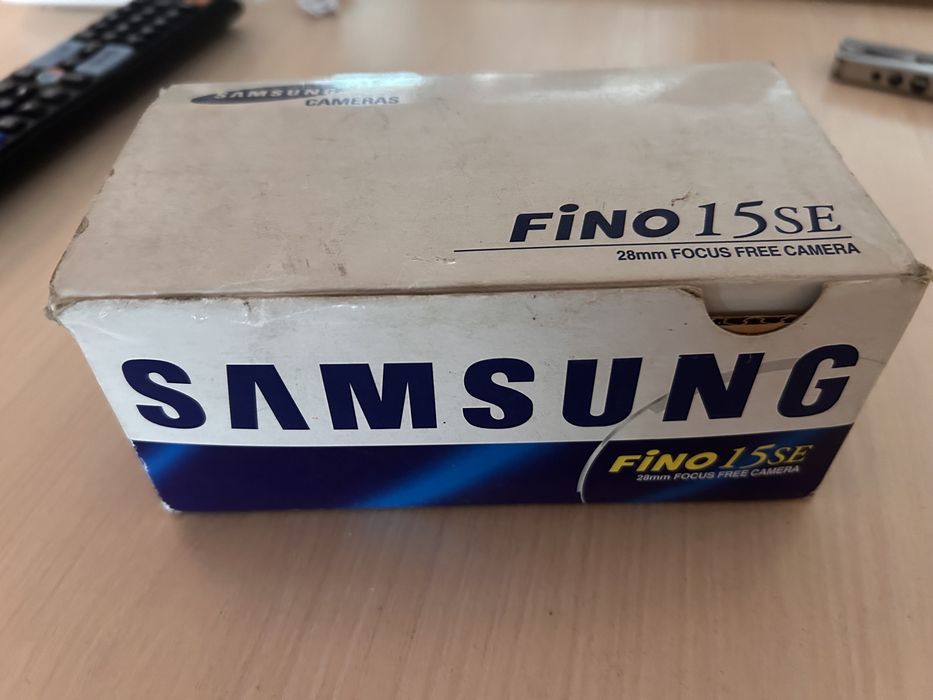 SAMSUNG
CAMERAS
FiNO 15SE
28mm FOCUS FREE CAMERA
SAMSUNG
FiNO 15SE
28mm FOCUS FREE CAMERA